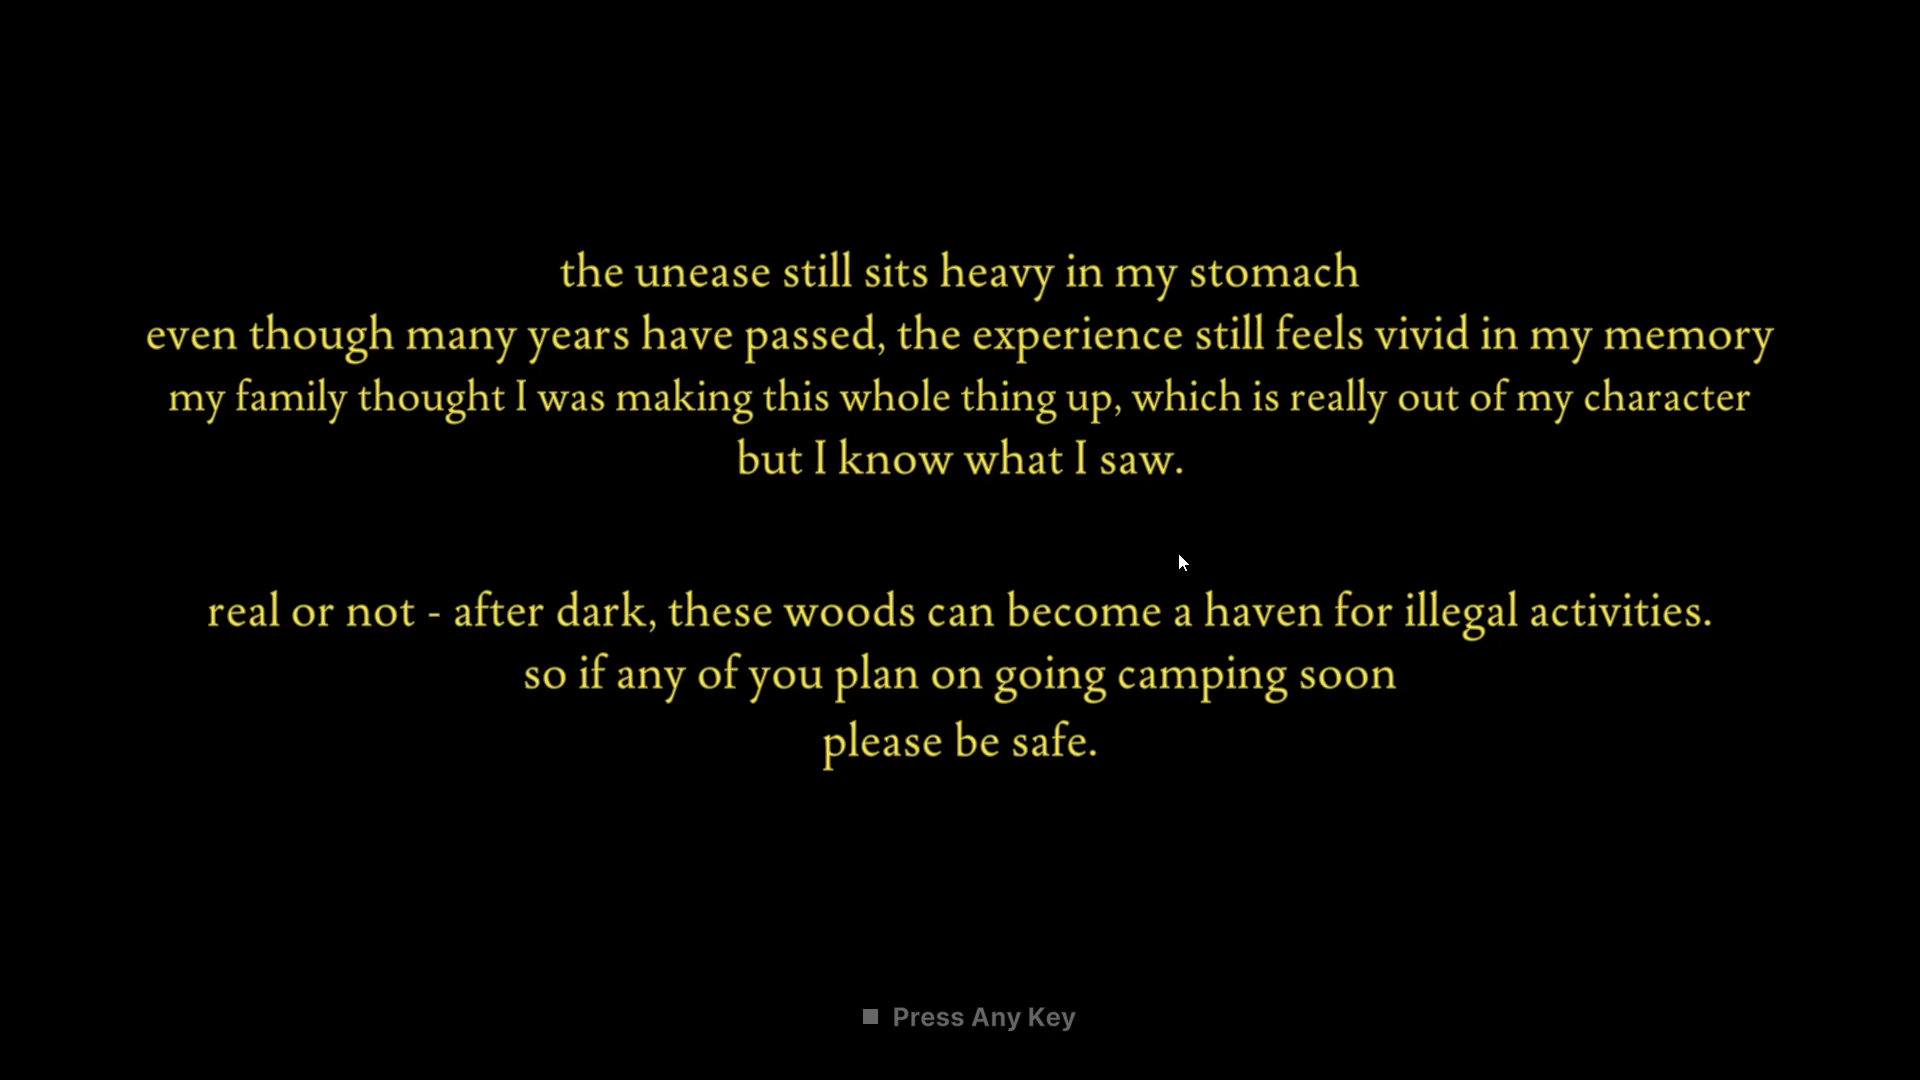 the unease still sits heavy in my stomach
even though many years have passed, the experience still feels vivid in my memory
my family thought I was making this whole thing up, which is really out of my character
but I know what I saw.
real or not - after dark, these woods can become a haven for illegal activities.
so if any of you plan on going camping soon
please be safe.
Press Any Key